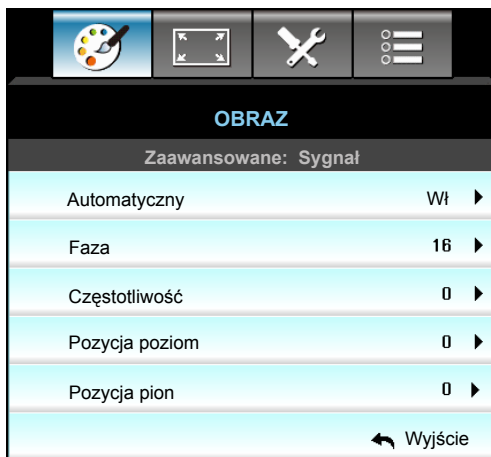 OBRAZ
Zaawansowane: Sygnał
Automatyczny Wł
Faza 16
Częstotliwość 0
Pozycja poziom 0
Pozycja pion 0
Wyjście